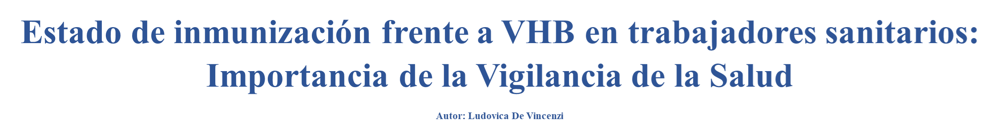 Estado de inmunización frente a VHB en trabajadores sanitarios:
Importancia de la Vigilancia de la Salud
Autor: Ludovica De Vincenzi